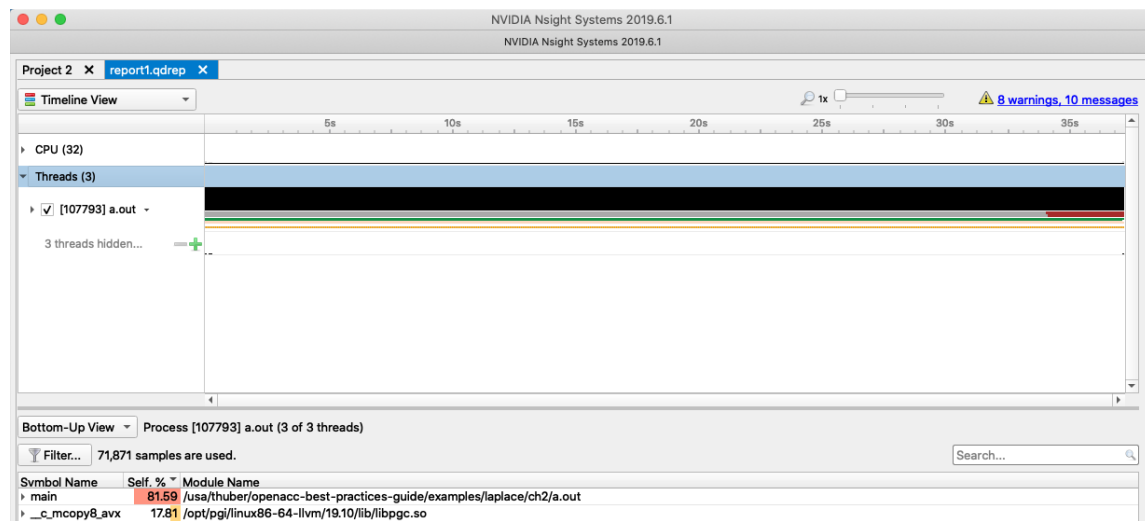 NVIDIA Nsight Systems 2019.6.1
NVIDIA Nsight Systems 2019.6.1
Project 2 report1.qdrep
Timeline View 1x 8 warnings, 10 messages
5s 10s 15s 20s 25s 30s 35s
CPU (32)
Threads (3)
[107793] a.out
3 threads hidden...
Bottom-Up View Process [107793] a.out (3 of 3 threads)
Filter... 71,871 samples are used. Search...
Symbol Name Self. % Module Name
main 81.59 /usa/thuber/openacc-best-practices-guide/examples/laplace/ch2/a.out
__c_mcopy8_avx 17.81 /opt/pgi/linux86-64-llvm/19.10/lib/libpgc.so